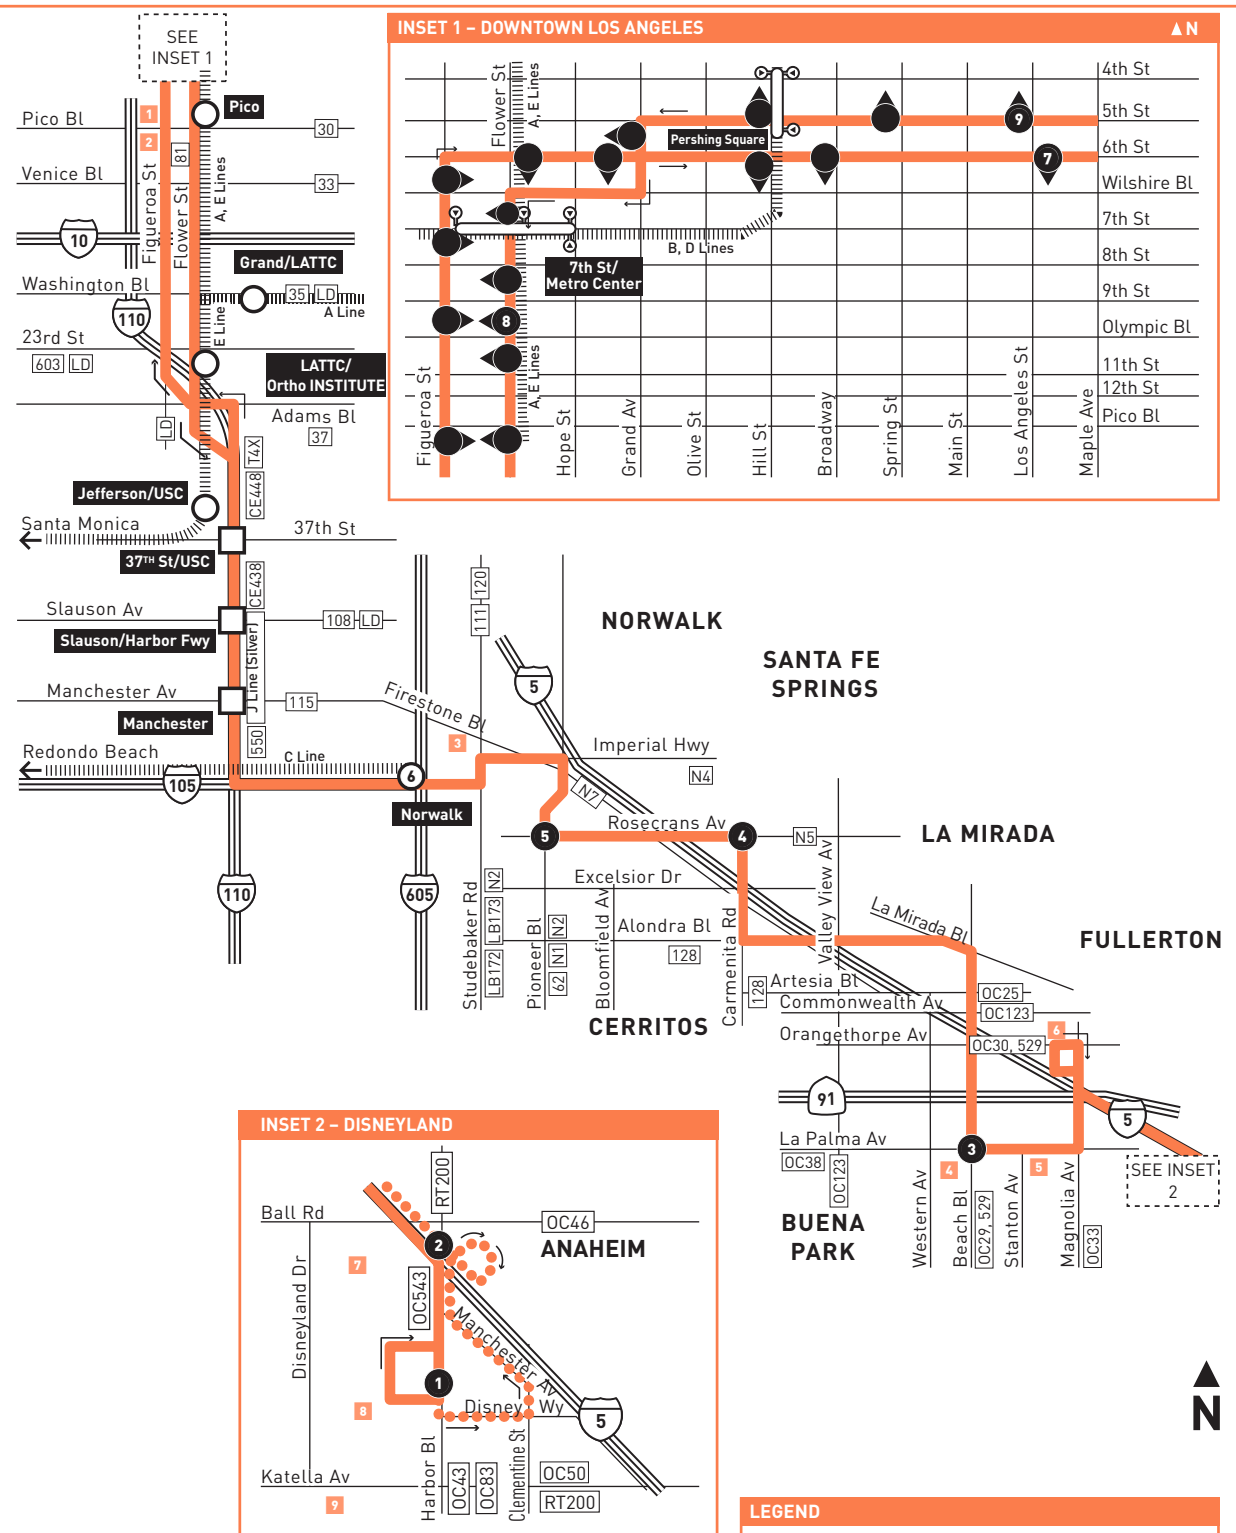 SEE
INSET 1
INSET 1 – DOWNTOWN LOS ANGELES
N
4th St
5th St
6th St
Wilshire Bl
7th St
8th St
9th St
Olympic Bl
11th St
12th St
Pico Bl
Flower St
A, E Lines
Pershing Square
9
7
B, D Lines
7th St/
Metro Center
8
A, E Lines
Figueroa St
Hope St
Grand Av
Olive St
Hill St
Broadway
Spring St
Main St
Los Angeles St
Maple Ave
Pico
1
Pico Bl
30
2
81
Venice Bl
33
Figueroa St
Flower St
A, E Lines
10
Grand/LATTC
Washington Bl
35
LD
A Line
110
E Line
23rd St
603
LD
LATTC/
Ortho INSTITUTE
Adams Bl
37
LD
T4X
CE448
Jefferson/USC
Santa Monica
37th St
37TH St/USC
CE438
Slauson Av
108
LD
Slauson/Harbor Fwy
J Line (Silver)
Manchester Av
115
Manchester
550
Redondo Beach
C Line
105
6
Norwalk
110
605
120
111
NORWALK
SANTA FE
SPRINGS
5
Firestone Bl
3
Imperial Hwy
N4
N7
Rosecrans Av
5
4
N5
LA MIRADA
Excelsior Dr
Alondra Bl
128
Studebaker Rd
N2
LB173
LB172
Pioneer Bl
N2
N1
62
Bloomfield Av
Carmenita Rd
128
Valley View Av
La Mirada Bl
FULLERTON
CERRITOS
Artesia Bl
OC25
Commonwealth Av
OC123
Orangethorpe Av
OC30, 529
6
91
5
La Palma Av
OC38
OC123
3
4
5
SEE INSET
2
BUENA
PARK
Western Av
Beach Bl
OC29, 529
Stanton Av
Magnolia Av
OC33
INSET 2 – DISNEYLAND
RT200
Ball Rd
OC46
ANAHEIM
2
7
Disneyland Dr
OC543
Manchester Av
1
8
Disney Wy
5
Katella Av
9
Harbor Bl
OC43
OC83
Clementine St
OC50
RT200
N
LEGEND